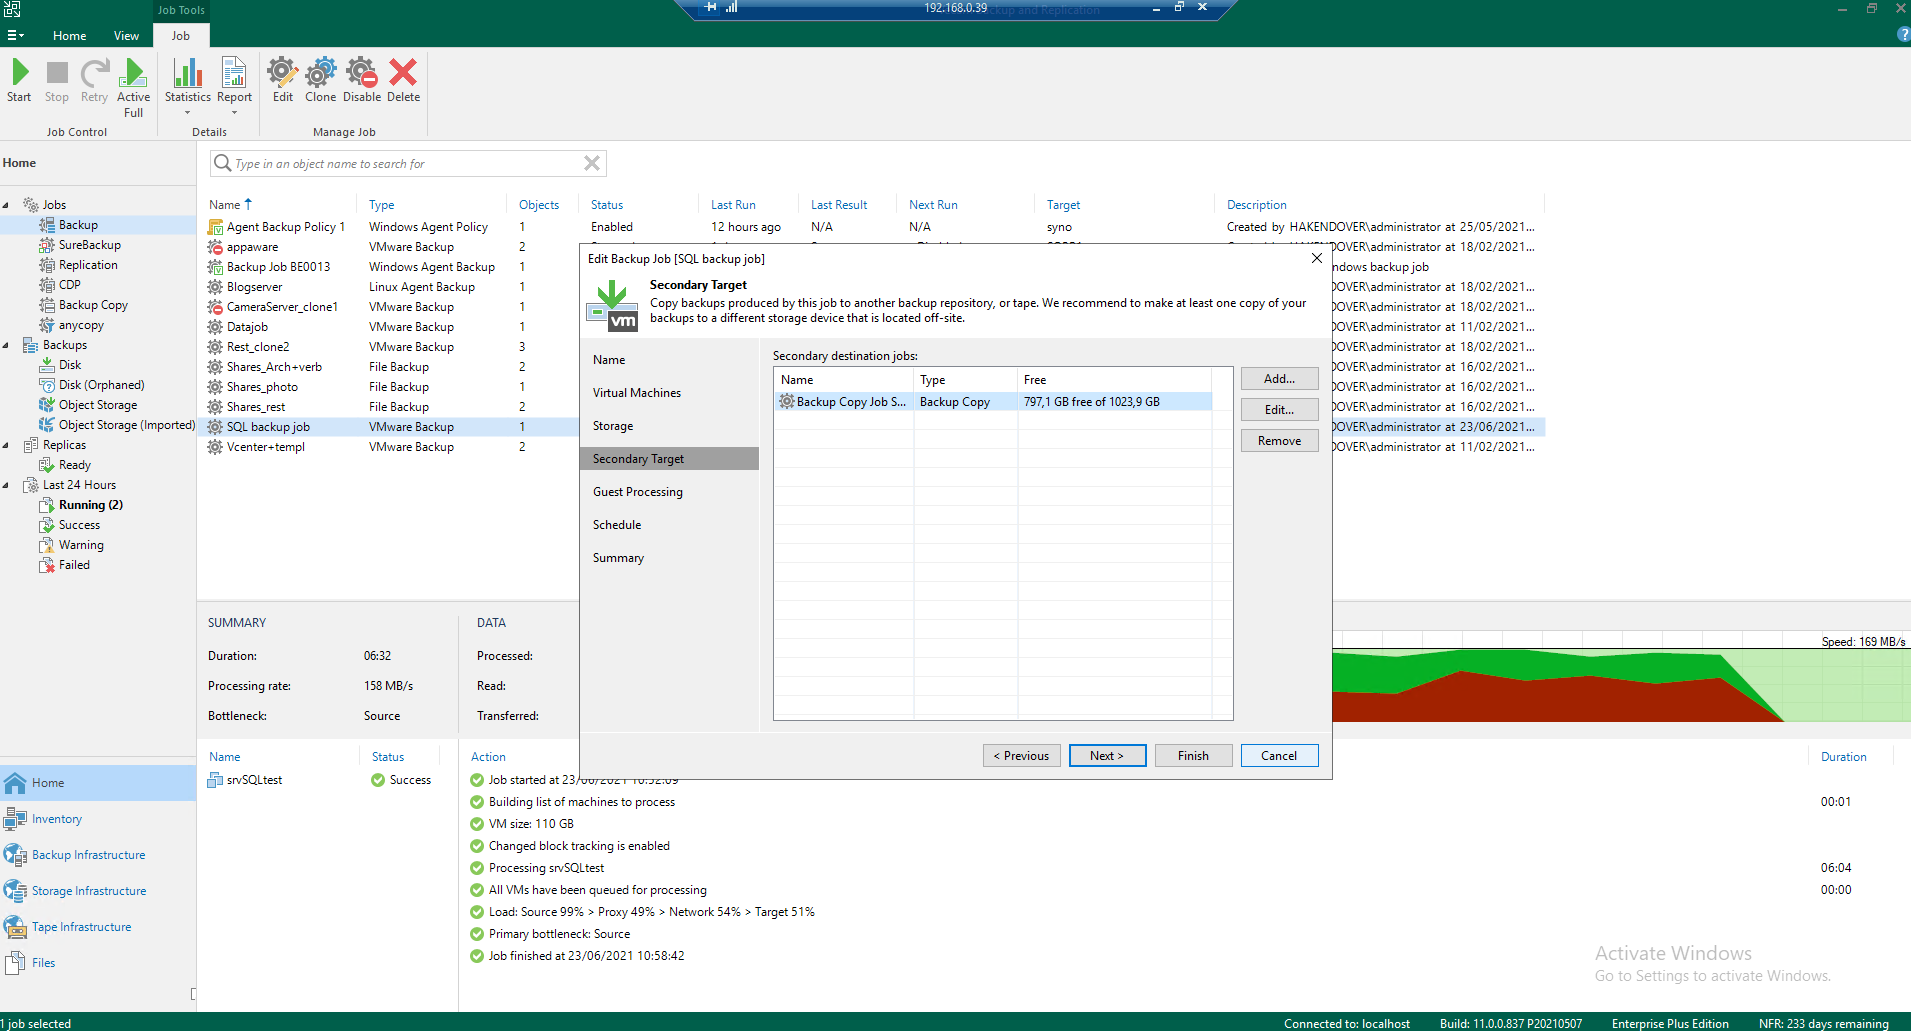 Job Tools
192.168.0.39
ckup and Replication
Home
View
Job
Start
Stop
Retry
Active Full
Statistics
Report
Edit
Clone
Disable
Delete
Job Control
Details
Manage Job
Home
Type in an object name to search for
Jobs
Backup
SureBackup
Replication
CDP
Backup Copy
anycopy
Backups
Disk
Disk (Orphaned)
Object Storage
Object Storage (Imported)
Replicas
Ready
Last 24 Hours
Running (2)
Success
Warning
Failed
Name Type Objects Status Last Run Last Result Next Run Target Description
Agent Backup Policy 1 Windows Agent Policy 1 Enabled 12 hours ago N/A N/A syno Created by HAKENDOVER\administrator at 25/05/2021...
appaware VMware Backup 2 DOVER\administrator at 18/02/2021...
Backup Job BE0013 Windows Agent Backup 1 ndows backup job
Blogserver Linux Agent Backup 1 DOVER\administrator at 18/02/2021...
CameraServer_clone1 VMware Backup 1 DOVER\administrator at 18/02/2021...
Datajob VMware Backup 1 DOVER\administrator at 11/02/2021...
Rest_clone2 VMware Backup 3 DOVER\administrator at 18/02/2021...
Shares_Arch+verb File Backup 2 DOVER\administrator at 16/02/2021...
Shares_photo File Backup 1 DOVER\administrator at 16/02/2021...
Shares_rest File Backup 2 DOVER\administrator at 16/02/2021...
SQL backup job VMware Backup 1 DOVER\administrator at 23/06/2021...
Vcenter+templ VMware Backup 2 DOVER\administrator at 11/02/2021...
Edit Backup Job [SQL backup job]
Secondary Target
Copy backups produced by this job to another backup repository, or tape. We recommend to make at least one copy of your
backups to a different storage device that is located off-site.
vm
Name
Virtual Machines
Storage
Secondary Target
Guest Processing
Schedule
Summary
Secondary destination jobs:
Name Type Free
Backup Copy Job S... Backup Copy 797,1 GB free of 1023,9 GB
Add...
Edit...
Remove
< Previous
Next >
Finish
Cancel
SUMMARY
Duration: 06:32
Processing rate: 158 MB/s
Bottleneck: Source
DATA
Processed:
Read:
Transferred:
Speed: 169 MB/s
Name Status
srvSQLtest Success
Action Duration
Job started at 23/06/2021 10:52:09
Building list of machines to process 00:01
VM size: 110 GB
Changed block tracking is enabled
Processing srvSQLtest 06:04
All VMs have been queued for processing 00:00
Load: Source 99% > Proxy 49% > Network 54% > Target 51%
Primary bottleneck: Source
Job finished at 23/06/2021 10:58:42
Home
Inventory
Backup Infrastructure
Storage Infrastructure
Tape Infrastructure
Files
Activate Windows
Go to Settings to activate Windows.
1 job selected
Connected to: localhost
Build: 11.0.0.837 P20210507
Enterprise Plus Edition
NFR: 233 days remaining